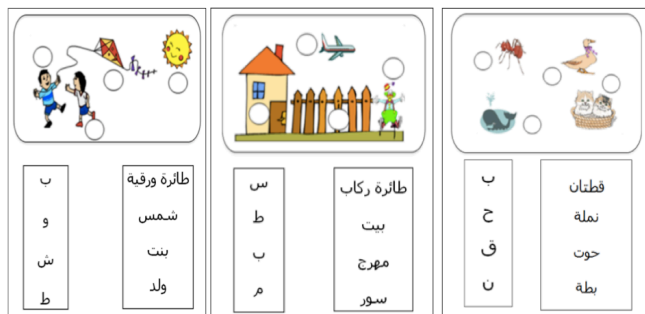 قطتان
نملة
حوت
بطة
ب
ح
ق
ن
طائرة ركاب
بيت
مهرج
سور
س
ط
ب
م
طائرة ورقية
شمس
بنت
ولد
ب
و
ش
ط